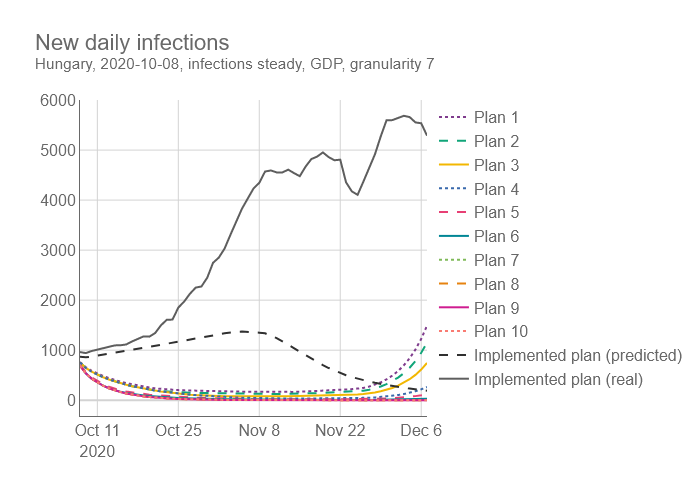 New daily infections
Hungary, 2020-10-08, infections steady, GDP, granularity 7
6000
5000
4000
3000
2000
1000
0
Oct 11
2020
Oct 25
Nov 8
Nov 22
Dec 6
Plan 1
Plan 2
Plan 3
Plan 4
Plan 5
Plan 6
Plan 7
Plan 8
Plan 9
Plan 10
Implemented plan (predicted)
Implemented plan (real)